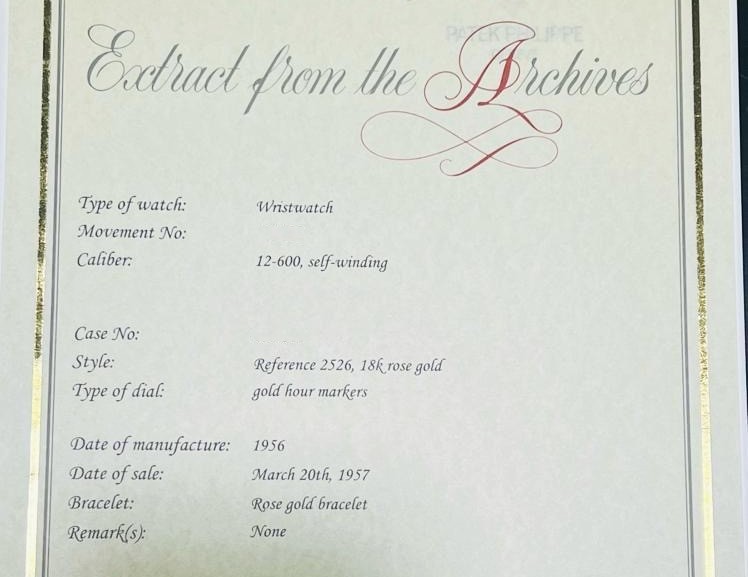 PATEK PHILIPPE
Extract from the Archives
Type of watch: Wristwatch
Movement No:
Caliber: 12-600, self-winding
Case No:
Style: Reference 2526, 18k rose gold
Type of dial: gold hour markers
Date of manufacture: 1956
Date of sale: March 20th, 1957
Bracelet: Rose gold bracelet
Remark(s): None